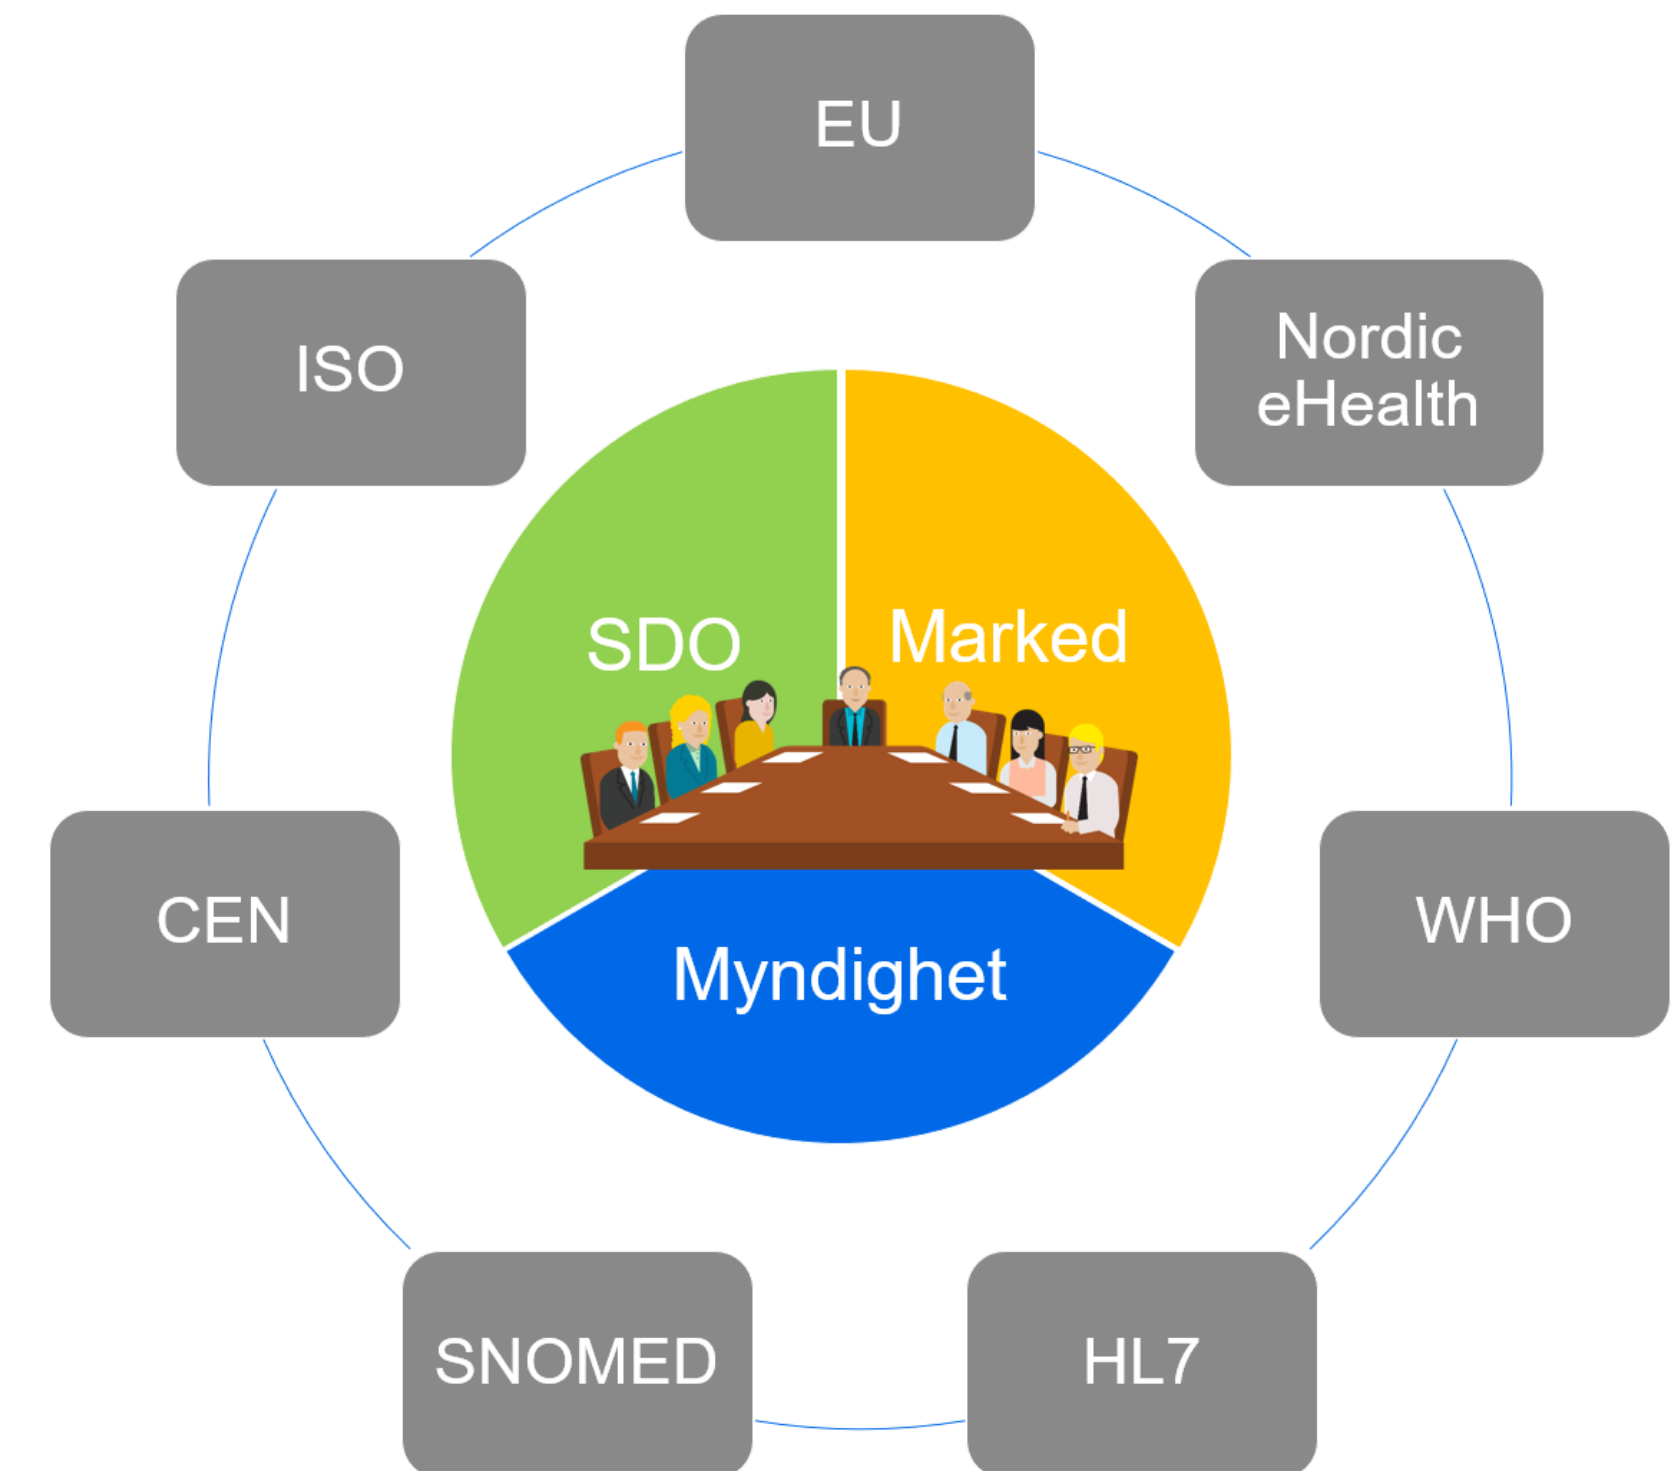 EU
ISO
Nordic
eHealth
SDO
Marked
CEN
WHO
Myndighet
SNOMED
HL7